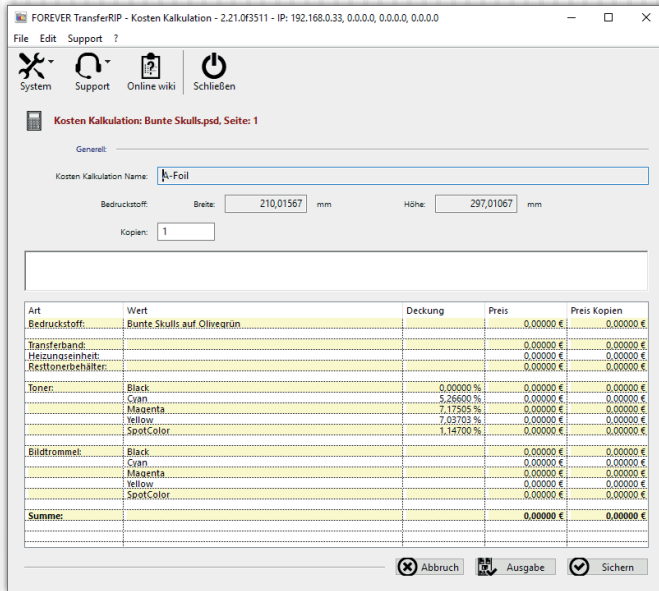 FOREVER TransferRIP - Kosten Kalkulation - 2.21.0f3511 - IP: 192.168.0.33, 0.0.0.0, 0.0.0.0, 0.0.0.0
File Edit Support ?
System Support Online wiki Schließen
Kosten Kalkulation: Bunte Skulls.psd, Seite: 1
Generell:
Kosten Kalkulation Name: A-Foil
Bedruckstoff: Breite: 210,01567 mm Höhe: 297,01067 mm
Kopien: 1
Art Wert Deckung Preis Preis Kopien
Bedruckstoff: Bunte Skulls auf Olivegrün 0,00000 € 0,00000 €
Transferband: 0,00000 € 0,00000 €
Heizungseinheit: 0,00000 € 0,00000 €
Resttonerbehälter: 0,00000 € 0,00000 €
Toner: Black 0,00000 % 0,00000 € 0,00000 €
Cyan 5,26600 % 0,00000 € 0,00000 €
Magenta 7,17505 % 0,00000 € 0,00000 €
Yellow 7,03703 % 0,00000 € 0,00000 €
SpotColor 1,14700 % 0,00000 € 0,00000 €
Bildtrommel: Black 0,00000 € 0,00000 €
Cyan 0,00000 € 0,00000 €
Magenta 0,00000 € 0,00000 €
Yellow 0,00000 € 0,00000 €
SpotColor 0,00000 € 0,00000 €
Summe: 0,00000 € 0,00000 €
Abbruch Ausgabe Sichern